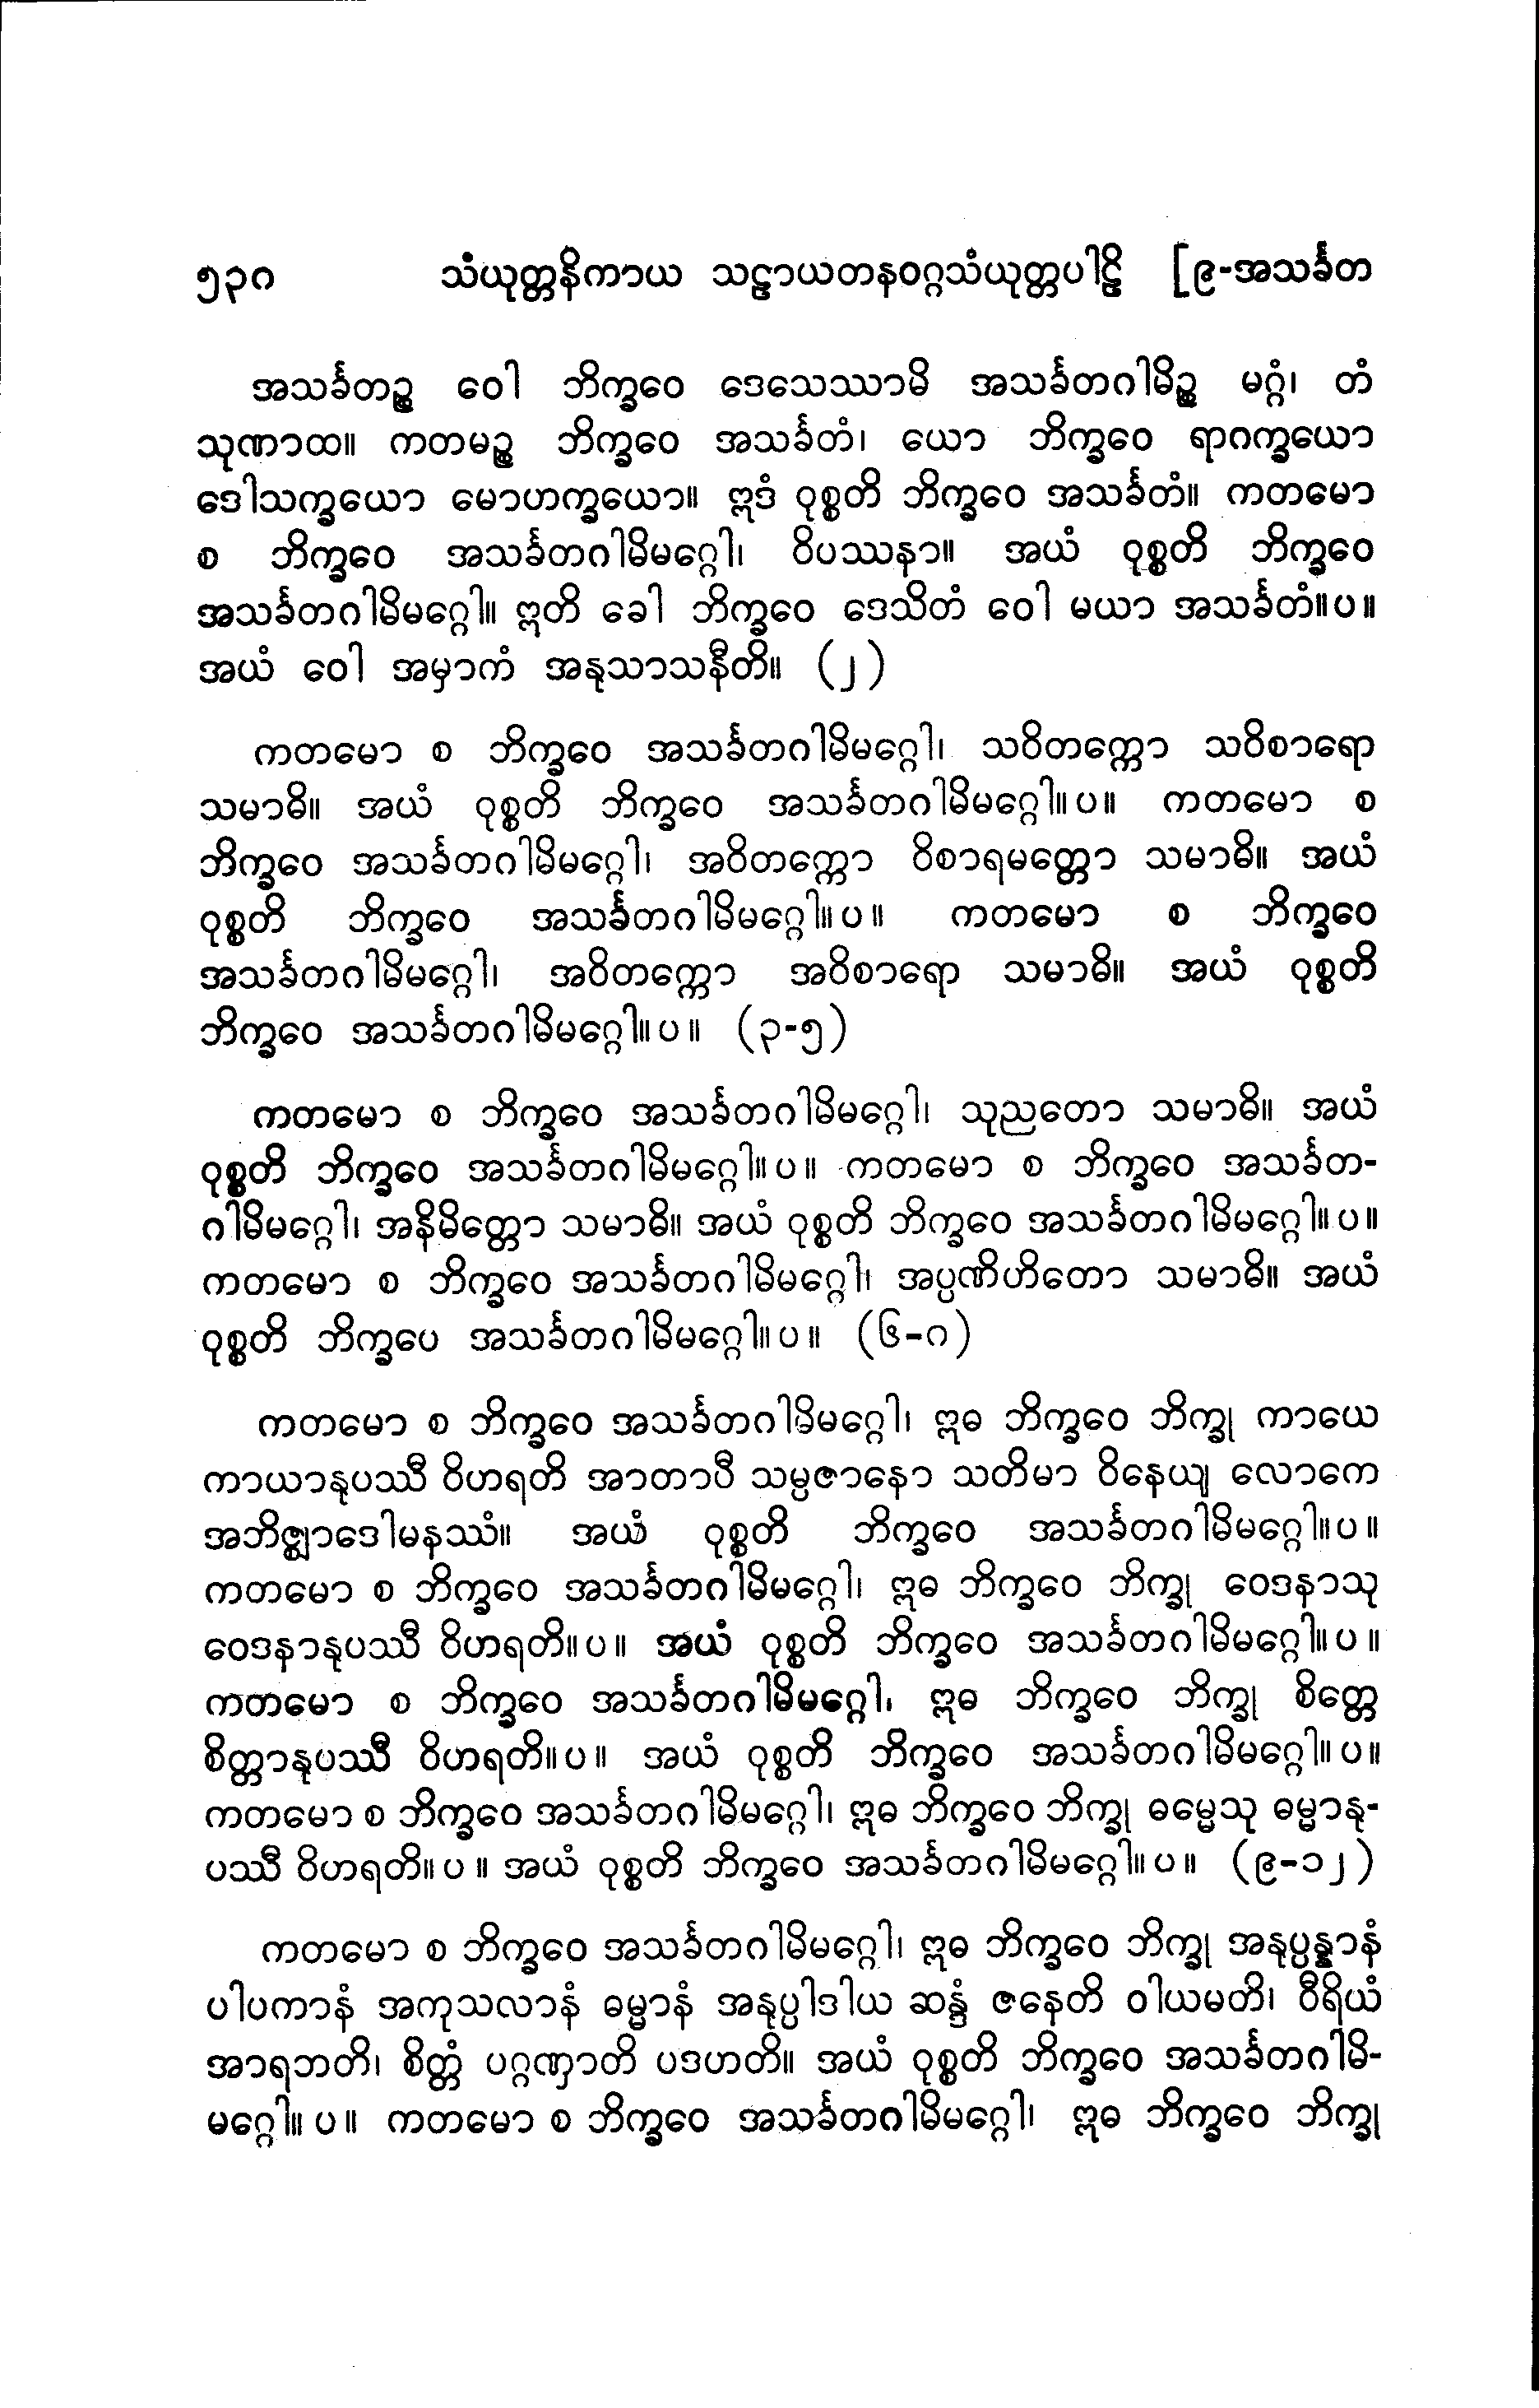 ၅၃ဂ သံယုတ္တနိကာယ သဠာယတနဝဂ္ဂသံယုတ္တပါဠိ [၉-အသင်္ခတ
အသင်္ခတဉ္စ ဝေါ ဘိက္ခဝေ ဒေသေဿာမိ အသင်္ခတဂါမိဉ္စ မဂ္ဂံ၊ တံ
သုဏာထ။ ကတမဉ္စ ဘိက္ခဝေ အသင်္ခတံ၊ ယော ဘိက္ခဝေ ရာဂက္ခယော
ဒေါသက္ခယော မောဟက္ခယော။ ဣဒံ ဝုစ္စတိ ဘိက္ခဝေ အသင်္ခတံ။ ကတမော
စ ဘိက္ခဝေ အသင်္ခတဂါမိမဂ္ဂေါ၊ ဝိပဿနာ။ အယံ ဝုစ္စတိ ဘိက္ခဝေ
အသင်္ခတဂါမိမဂ္ဂေါ။ ဣတိ ခေါ ဘိက္ခဝေ ဒေသိတံ ဝေါ မယာ အသင်္ခတံ။ပ။
အယံ ဝေါ အမှာကံ အနုသာသနီတိ။ (၂)
ကတမော စ ဘိက္ခဝေ အသင်္ခတဂါမိမဂ္ဂေါ၊ သဝိတက္ကော သဝိစာရော
သမာဓိ။ အယံ ဝုစ္စတိ ဘိက္ခဝေ အသင်္ခတဂါမိမဂ္ဂေါ။ပ။ ကတမော စ
ဘိက္ခဝေ အသင်္ခတဂါမိမဂ္ဂေါ၊ အဝိတက္ကော ဝိစာရမတ္တော သမာဓိ။ အယံ
ဝုစ္စတိ ဘိက္ခဝေ အသင်္ခတဂါမိမဂ္ဂေါ။ပ။ ကတမော စ ဘိက္ခဝေ
အသင်္ခတဂါမိမဂ္ဂေါ၊ အဝိတက္ကော အဝိစာရော သမာဓိ။ အယံ ဝုစ္စတိ
ဘိက္ခဝေ အသင်္ခတဂါမိမဂ္ဂေါ။ပ။ (၃-၅)
ကတမော စ ဘိက္ခဝေ အသင်္ခတဂါမိမဂ္ဂေါ၊ သုညတော သမာဓိ။ အယံ
ဝုစ္စတိ ဘိက္ခဝေ အသင်္ခတဂါမိမဂ္ဂေါ။ပ။ ကတမော စ ဘိက္ခဝေ အသင်္ခတ-
ဂါမိမဂ္ဂေါ၊ အနိမိတ္တော သမာဓိ။ အယံ ဝုစ္စတိ ဘိက္ခဝေ အသင်္ခတဂါမိမဂ္ဂေါ။ပ။
ကတမော စ ဘိက္ခဝေ အသင်္ခတဂါမိမဂ္ဂေါ၊ အပ္ပဏိဟိတော သမာဓိ။ အယံ
ဝုစ္စတိ ဘိက္ခပေ အသင်္ခတဂါမိမဂ္ဂေါ။ပ။ (၆-ဂ)
ကတမော စ ဘိက္ခဝေ အသင်္ခတဂါမိမဂ္ဂေါ၊ ဣဓ ဘိက္ခဝေ ဘိက္ခု ကာယေ
ကာယာနုပဿီ ဝိဟရတိ အာတာပီ သမ္ပဇာနော သတိမာ ဝိနေယျ လောကေ
အဘိဇ္ဈာဒေါမနဿံ။ အယံ ဝုစ္စတိ ဘိက္ခဝေ အသင်္ခတဂါမိမဂ္ဂေါ။ပ။
ကတမော စ ဘိက္ခဝေ အသင်္ခတဂါမိမဂ္ဂေါ၊ ဣဓ ဘိက္ခဝေ ဘိက္ခု ဝေဒနာသု
ဝေဒနာနုပဿီ ဝိဟရတိ။ပ။ အယံ ဝုစ္စတိ ဘိက္ခဝေ အသင်္ခတဂါမိမဂ္ဂေါ။ပ။
ကတမော စ ဘိက္ခဝေ အသင်္ခတဂါမိမဂ္ဂေါ၊ ဣဓ ဘိက္ခဝေ ဘိက္ခု စိတ္တေ
စိတ္တာနုပဿီ ဝိဟရတိ။ပ။ အယံ ဝုစ္စတိ ဘိက္ခဝေ အသင်္ခတဂါမိမဂ္ဂေါ။ပ။
ကတမော စ ဘိက္ခဝေ အသင်္ခတဂါမိမဂ္ဂေါ၊ ဣဓ ဘိက္ခဝေ ဘိက္ခု ဓမ္မေသု ဓမ္မာနု-
ပဿီ ဝိဟရတိ။ပ။ အယံ ဝုစ္စတိ ဘိက္ခဝေ အသင်္ခတဂါမိမဂ္ဂေါ။ပ။ (၉-၁၂)
ကတမော စ ဘိက္ခဝေ အသင်္ခတဂါမိမဂ္ဂေါ၊ ဣဓ ဘိက္ခဝေ ဘိက္ခု အနုပ္ပန္နာနံ
ပါပကာနံ အကုသလာနံ ဓမ္မာနံ အနုပ္ပါဒါယ ဆန္ဒံ ဇနေတိ ဝါယမတိ၊ ဝီရိယံ
အာရဘတိ၊ စိတ္တံ ပဂ္ဂဏှာတိ ပဒဟတိ။ အယံ ဝုစ္စတိ ဘိက္ခဝေ အသင်္ခတဂါမိ-
မဂ္ဂေါ။ပ။ ကတမော စ ဘိက္ခဝေ အသင်္ခတဂါမိမဂ္ဂေါ၊ ဣဓ ဘိက္ခဝေ ဘိက္ခု